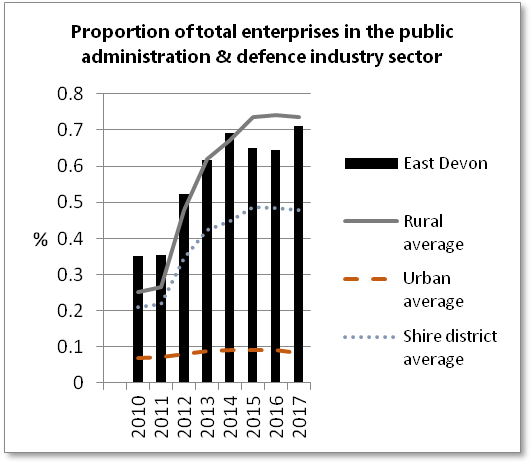 Proportion of total enterprises in the public
administration & defence industry sector
0.8
0.7
0.6
0.5
0.4
0.3
0.2
0.1
0
%
2010
2011
2012
2013
2014
2015
2016
2017
East Devon
Rural
average
Urban
average
Shire district
average